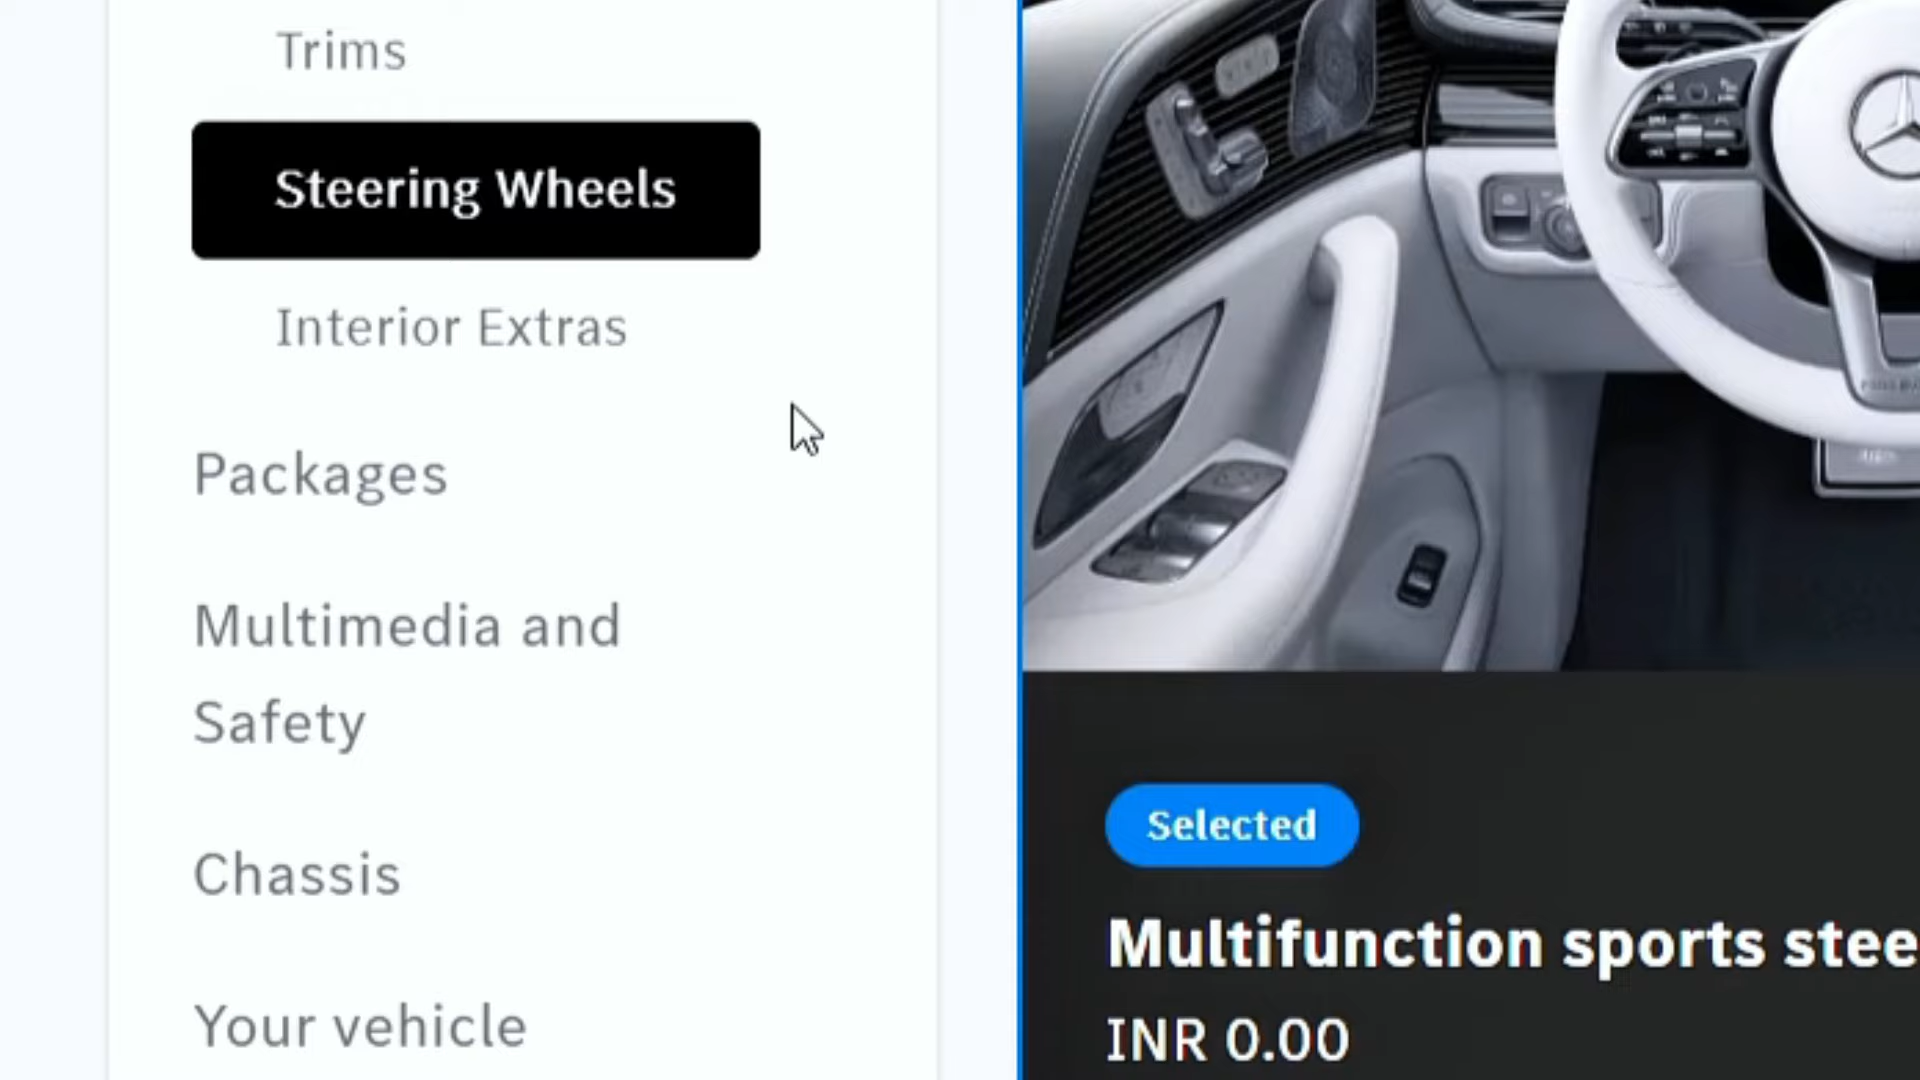 Trims
Steering Wheels
Interior Extras
Packages
Multimedia and
Safety
Chassis
Your vehicle
Selected
Multifunction sports stee
INR 0.00